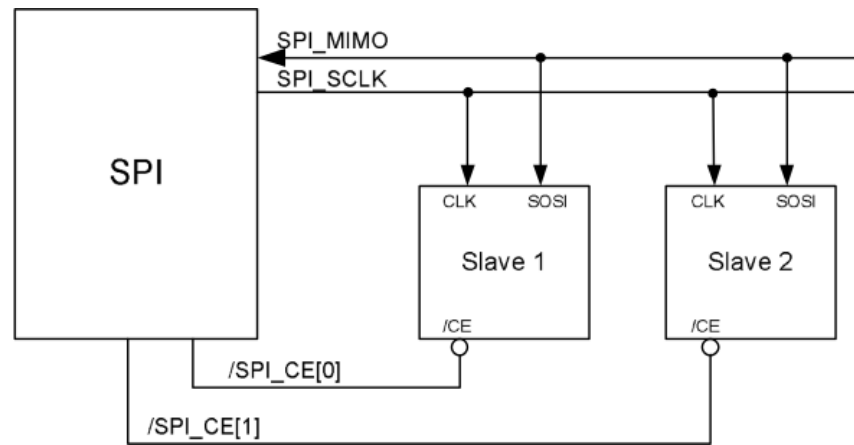 SPI_MIMO
SPI_SCLK
SPI
CLK SOSI
Slave 1
/CE
CLK SOSI
Slave 2
/CE
/SPI_CE[0]
/SPI_CE[1]